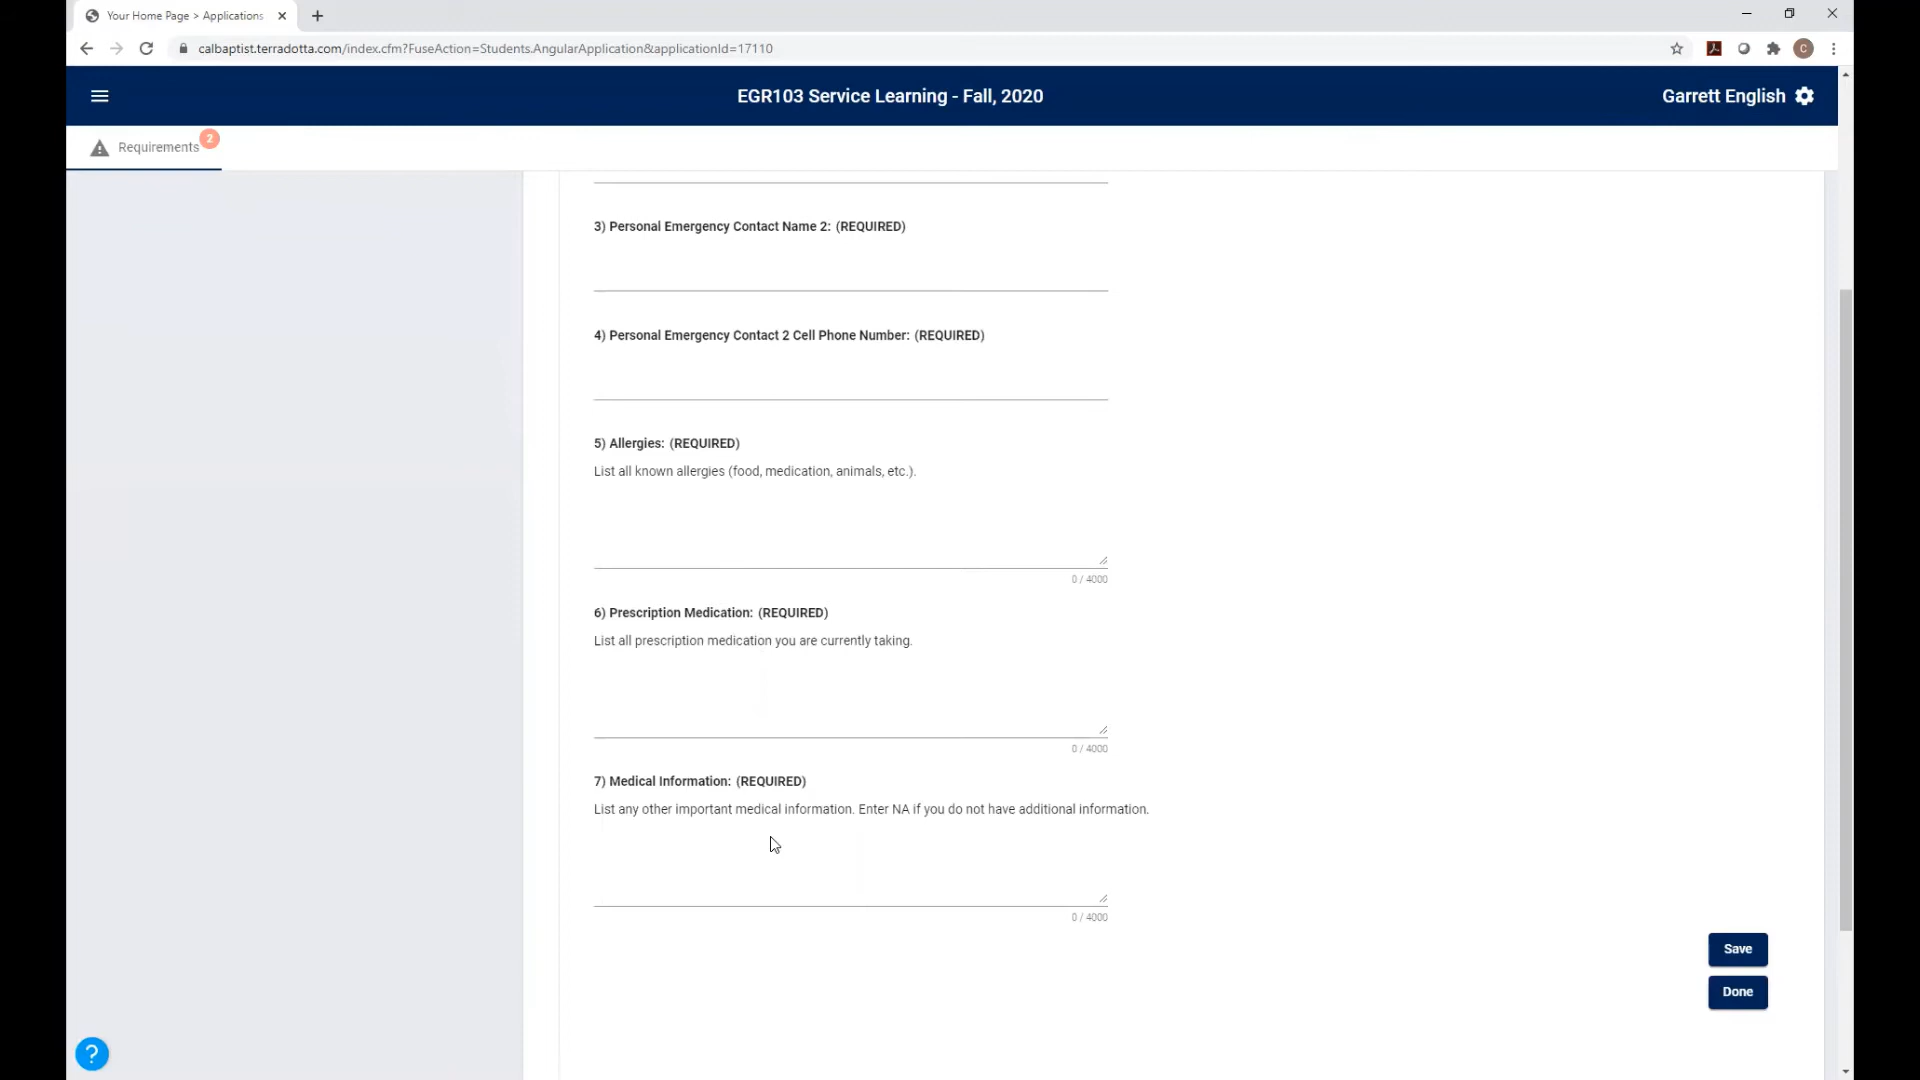 Your Home Page > Applications
calbaptist.terradotta.com/index.cfm?FuseAction=Students.AngularApplication&applicationId=17110
C
EGR103 Service Learning - Fall, 2020
Garrett English
Requirements 2
3) Personal Emergency Contact Name 2: (REQUIRED)
4) Personal Emergency Contact 2 Cell Phone Number: (REQUIRED)
5) Allergies: (REQUIRED)
List all known allergies (food, medication, animals, etc.).
0 / 4000
6) Prescription Medication: (REQUIRED)
List all prescription medication you are currently taking.
0 / 4000
7) Medical Information: (REQUIRED)
List any other important medical information. Enter NA if you do not have additional information.
0 / 4000
Save
Done
?